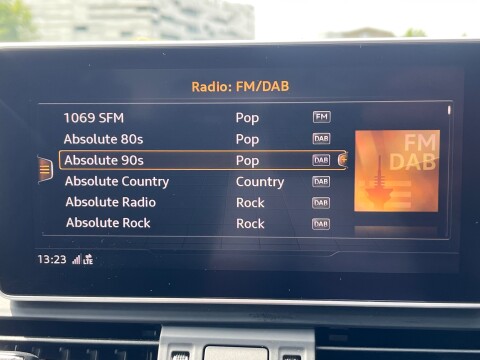 Radio: FM/DAB
1069 SFM Pop FM
Absolute 80s Pop DAB
Absolute 90s Pop DAB
Absolute Country Country DAB
Absolute Radio Rock DAB
Absolute Rock Rock DAB
FM
DAB
13:23 LTE